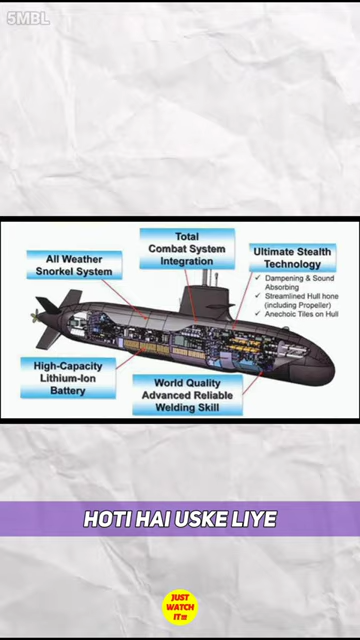 5MBL
Total
Combat System
Integration
All Weather
Snorkel System
Ultimate Stealth
Technology
✓ Dampening & Sound
Absorbing
✓ Streamlined Hull hone
(including Propeller)
✓ Anechoic Tiles on Hull
High-Capacity
Lithium-Ion
Battery
World Quality
Advanced Reliable
Welding Skill
HOTI HAI USKE LIYE
JUST
WATCH
IT!!!